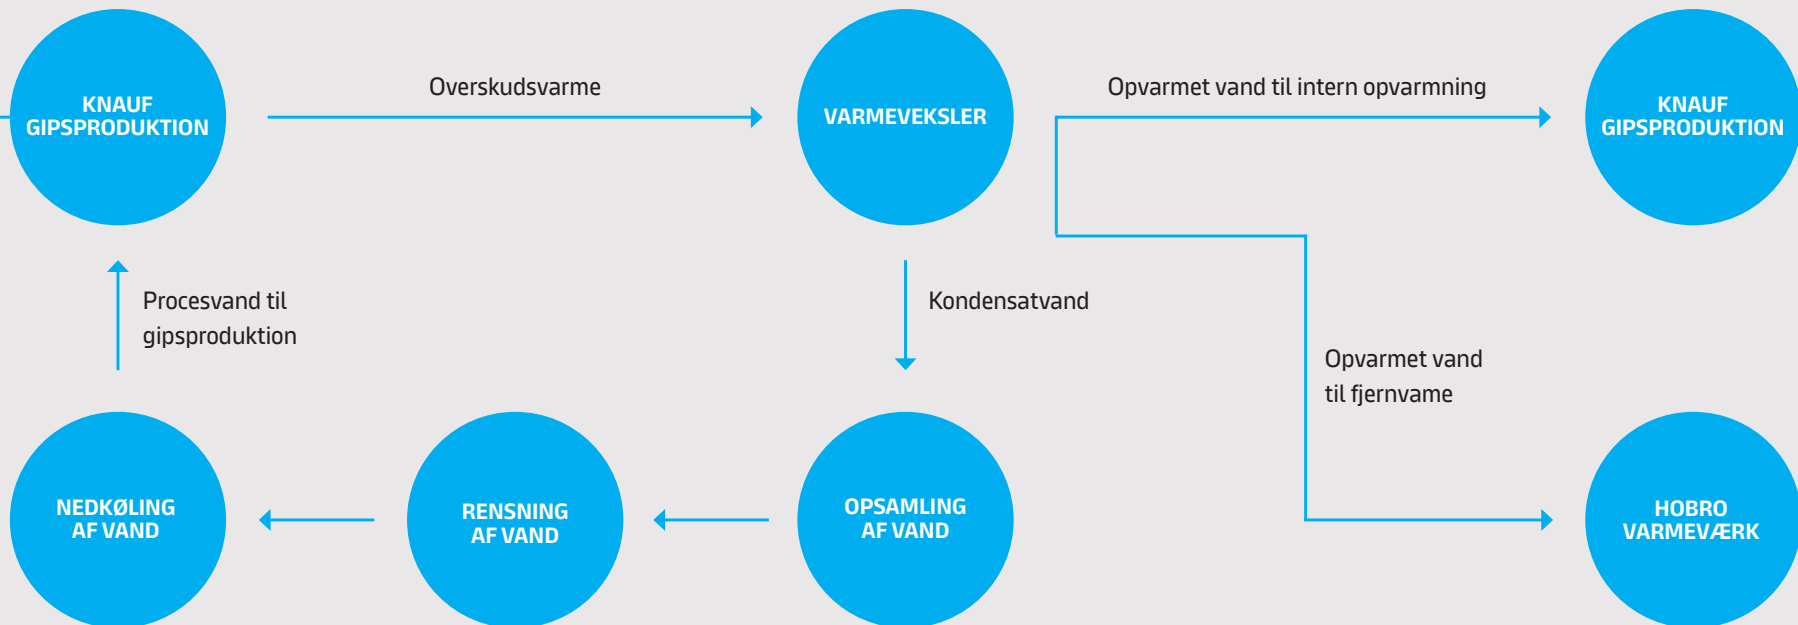 KNAUF
GIPSPRODUKTION
Overskudsvarme
VARMEVEKSLER
Opvarmet vand til intern opvarmning
KNAUF
GIPSPRODUKTION
Procesvand til
gipsproduktion
Kondensatvand
Opvarmet vand
til fjernvame
NEDKØLING
AF VAND
RENSNING
AF VAND
OPSAMLING
AF VAND
HOBRO
VARMEVÆRK